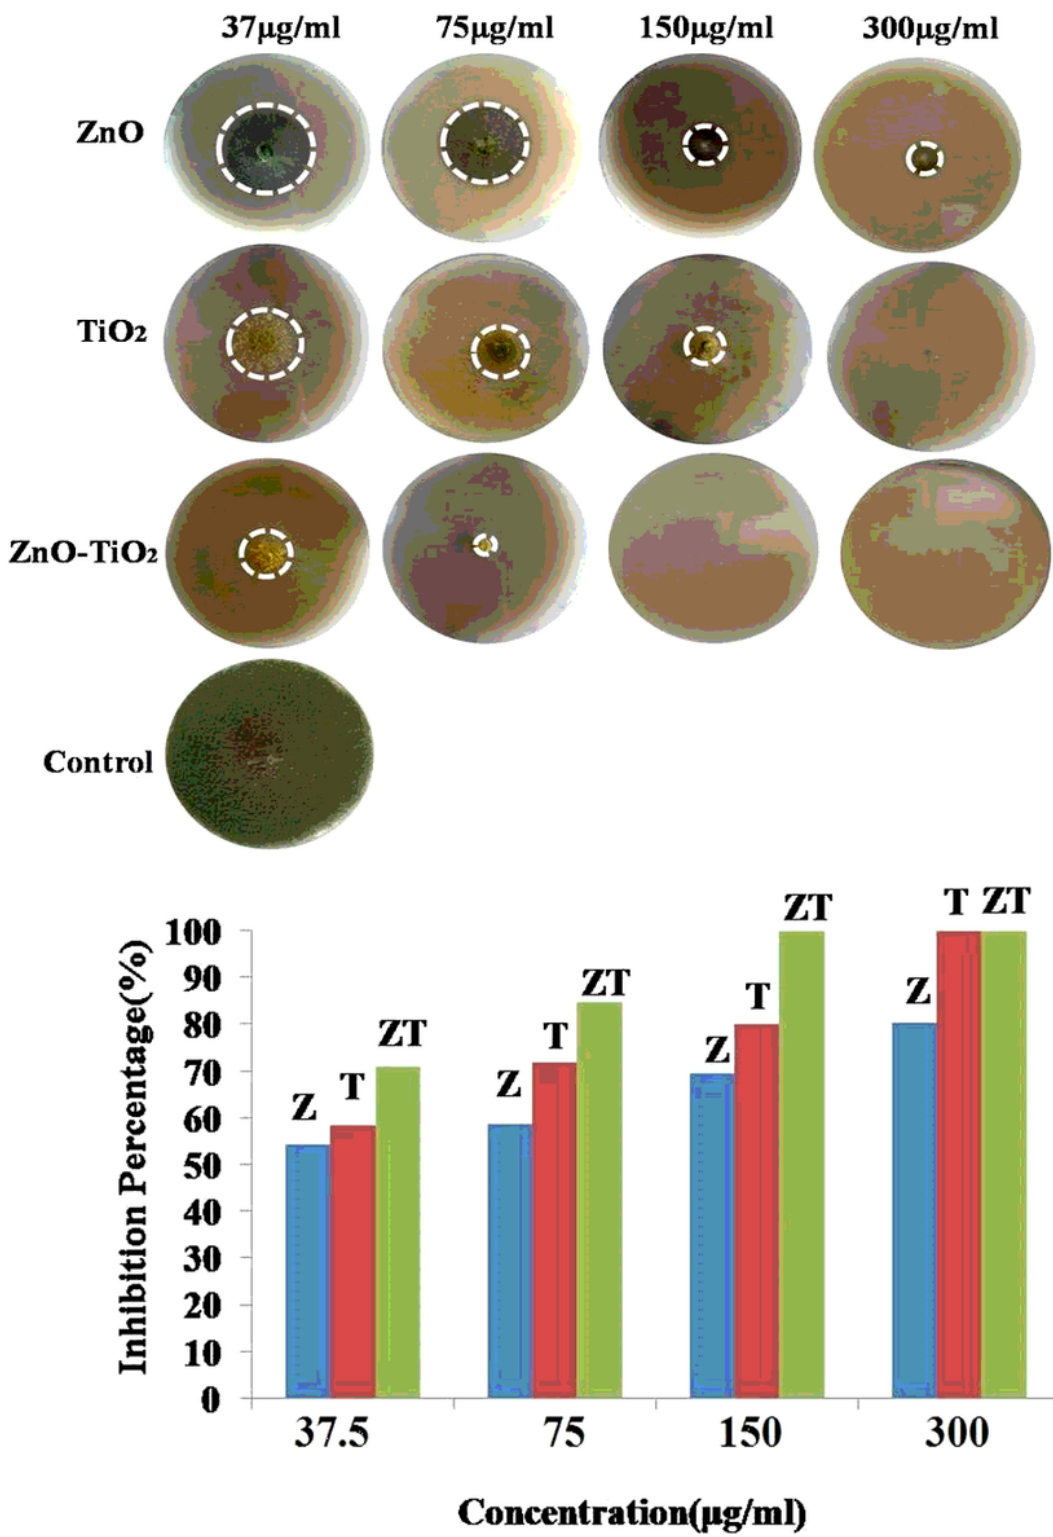 37µg/ml 75µg/ml 150µg/ml 300µg/ml
ZnO
TiO₂
ZnO-TiO₂
Control
Inhibition Percentage(%)
100
90
80
70
60
50
40
30
20
10
0
Z T ZT
Z T ZT
Z T ZT
Z T ZT
37.5 75 150 300
Concentration(µg/ml)